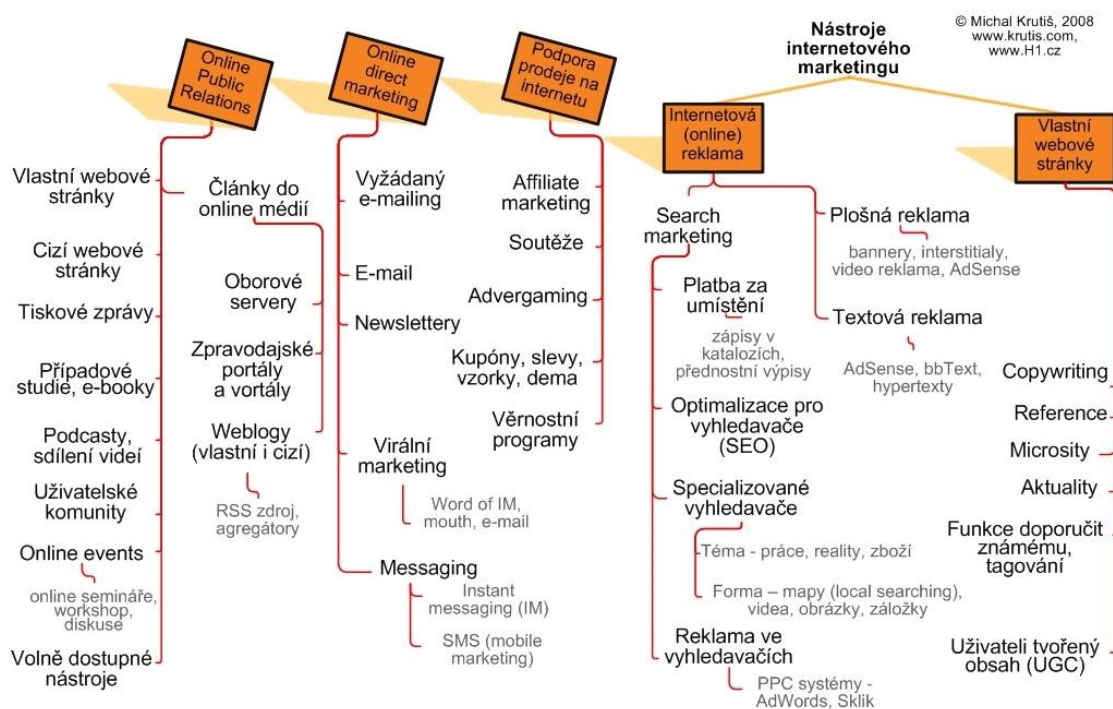 Nástroje
internetového
marketingu
© Michal Krutiš, 2008
www.krutis.com,
www.H1.cz
Online
Public
Relations
Vlastní webové
stránky
Cizí webové
stránky
Tiskové zprávy
Případové
studie, e-booky
Podcasty,
sdílení videí
Uživatelské
komunity
Online events
online semináře,
workshop,
diskuse
Volně dostupné
nástroje
Články do
online médií
Oborové
servery
Zpravodajské
portály
a vortály
Weblogy
(vlastní i cizí)
RSS zdroj,
agregátory
Online
direct
marketing
Vyžádaný
e-mailing
E-mail
Newslettery
Virální
marketing
Word of IM,
mouth, e-mail
Messaging
Instant
messaging (IM)
SMS (mobile
marketing)
Podpora
prodeje na
internetu
Affiliate
marketing
Soutěže
Advergaming
Kupóny, slevy,
vzorky, dema
Věrnostní
programy
Internetová
(online)
reklama
Search
marketing
Platba za
umístění
zápisy v
katalozích,
přednostní výpisy
Optimalizace pro
vyhledavače
(SEO)
Specializované
vyhledavače
Téma - práce, reality, zboží
Forma – mapy (local searching),
videa, obrázky, záložky
Reklama ve
vyhledavačích
PPC systémy -
AdWords, Sklik
Plošná reklama
bannery, interstitialy,
video reklama, AdSense
Textová reklama
AdSense, bbText,
hypertexty
Vlastní
webové
stránky
Copywriting
Reference
Microsity
Aktuality
Funkce doporučit
známému,
tagování
Uživateli tvořený
obsah (UGC)